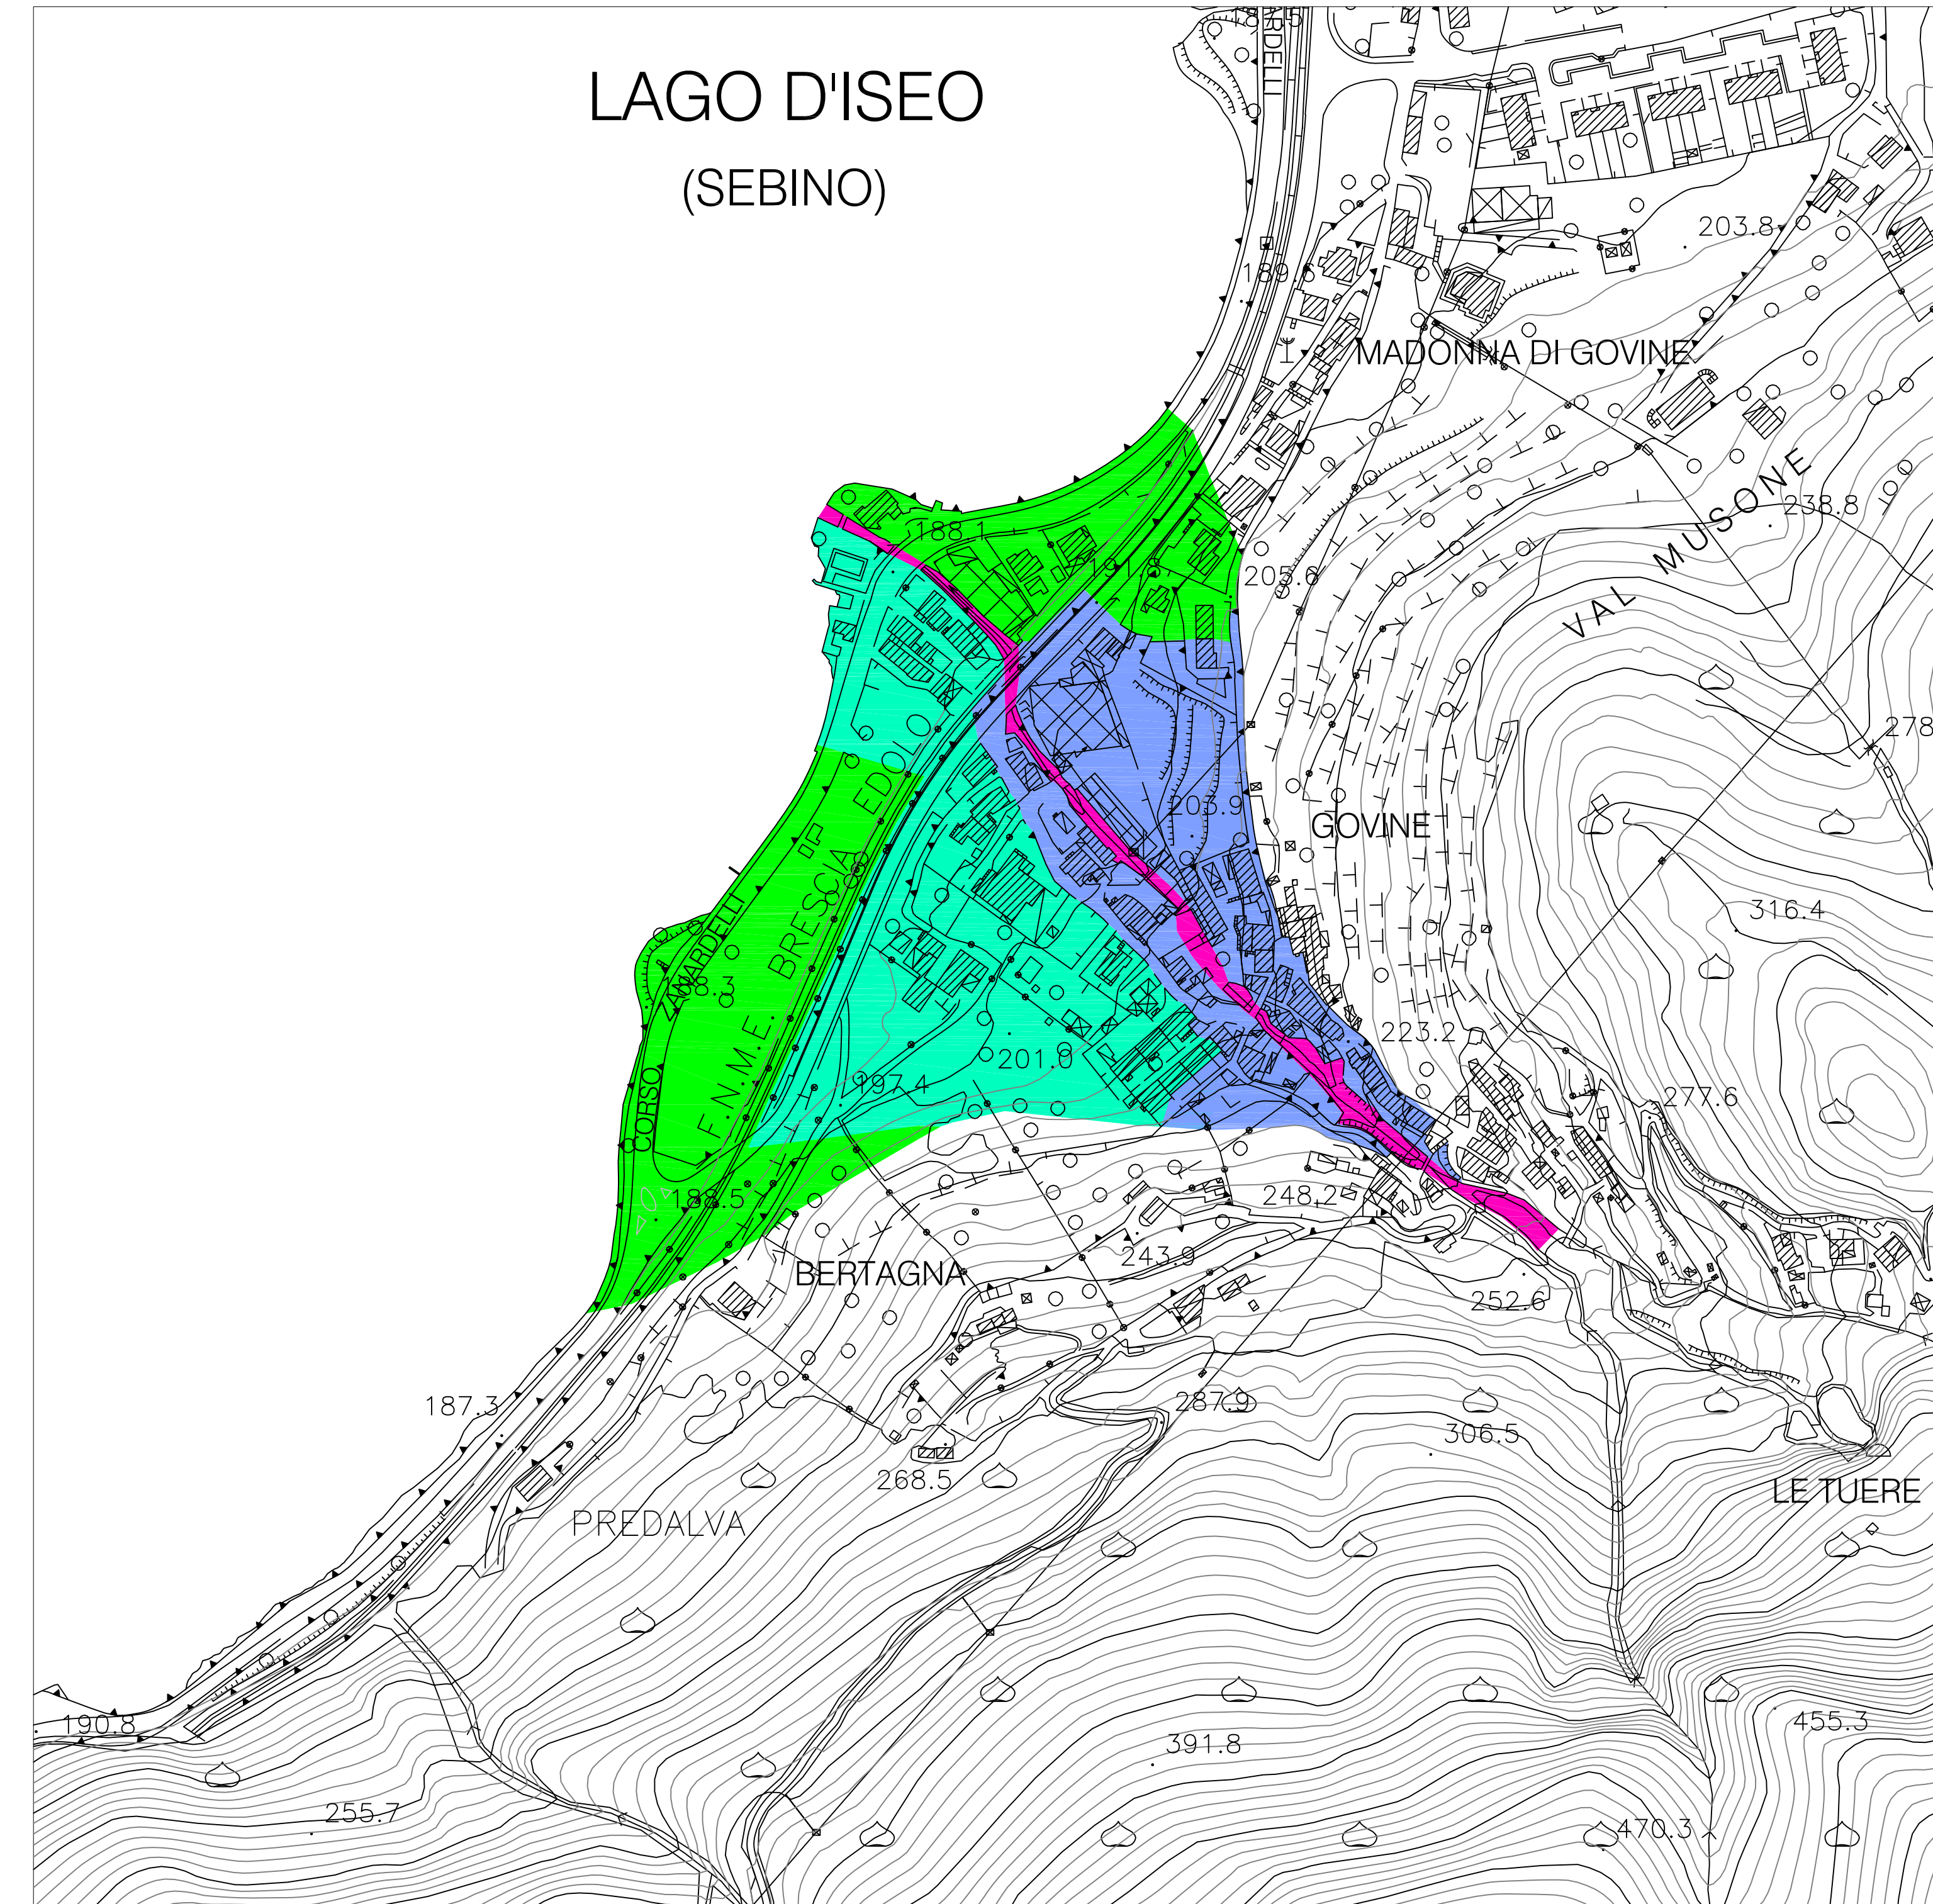 LAGO D'ISEO
(SEBINO)
203.8
MADONNA DI GOVINE
VAL MUSONE
238.8
188.1
205.6
278
203.9
GOVINE
F.N.M.E. BRESCIA EDOLO
CORSO ZANARDELLI
316.4
223.2
201.0
197.4
277.6
188.5
248.2
BERTAGNA
243.9
252.6
187.3
287.9
306.5
268.5
LE TUERE
PREDALVA
190.8
391.8
455.3
255.7
470.3